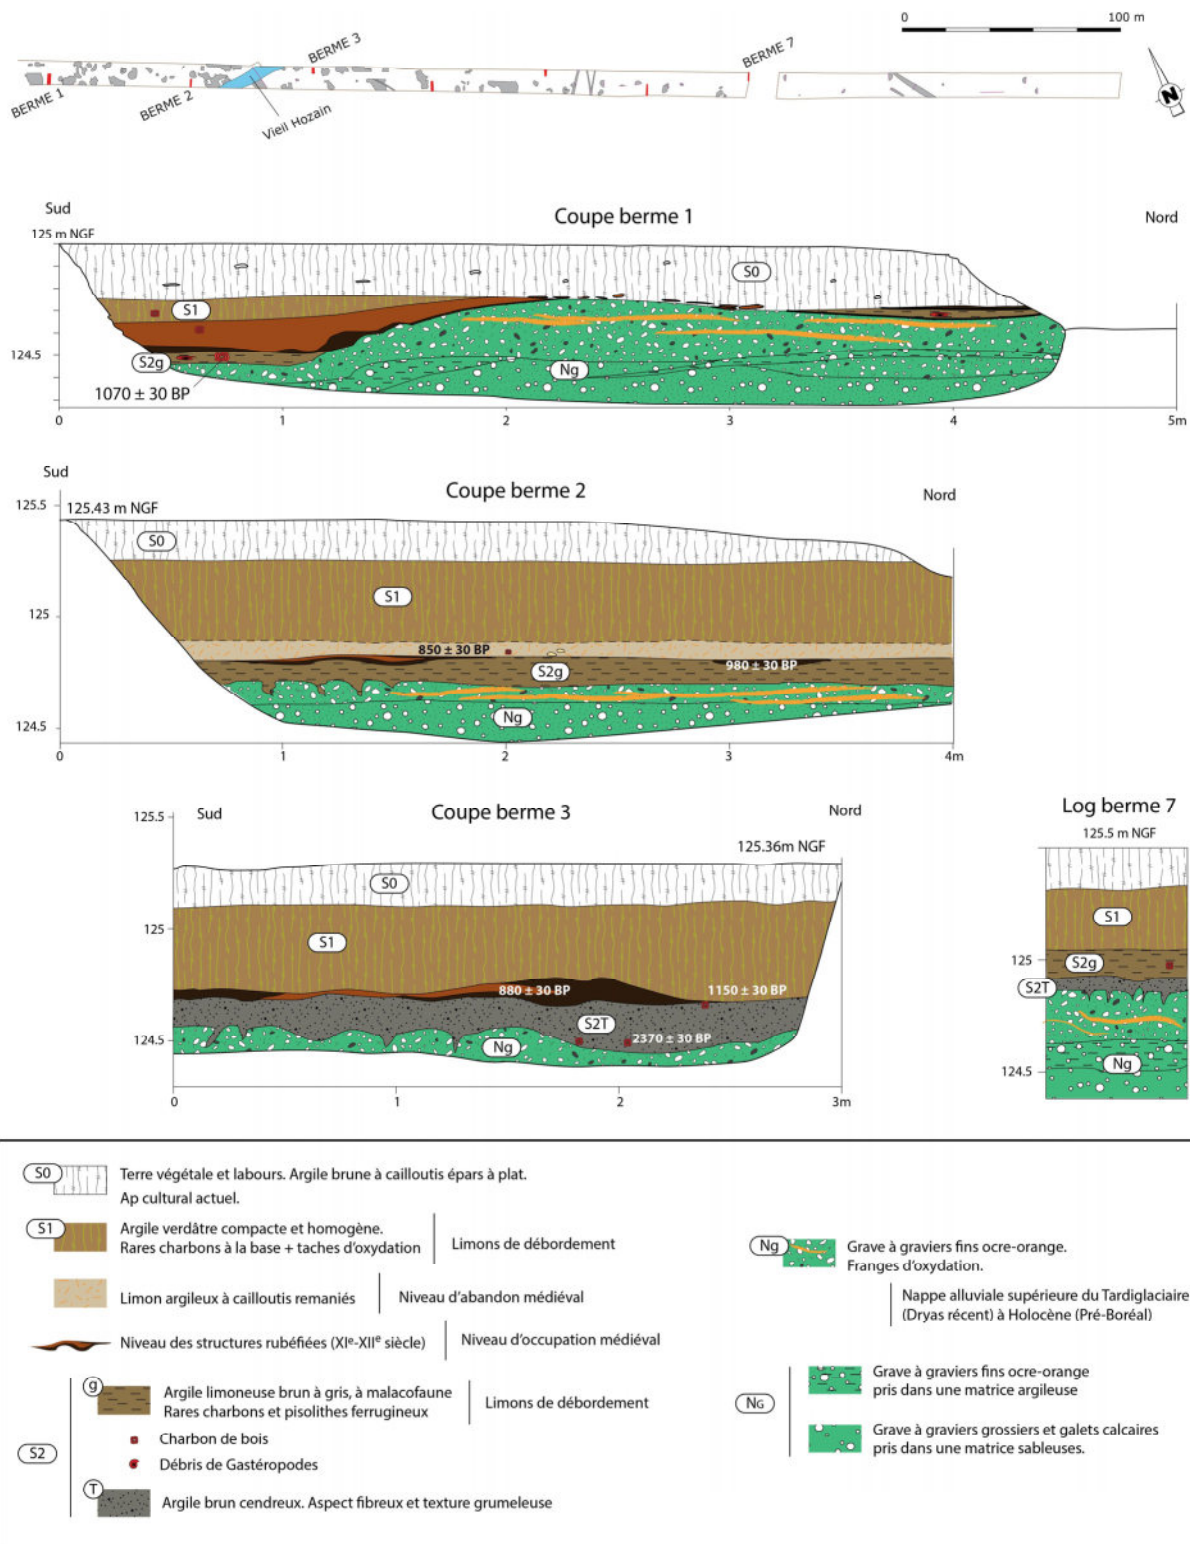 0 100 m
BERME 3
BERME 7
BERME 1
BERME 2
Vieil Hozain
N
Sud
Coupe berme 1
Nord
125 m NGF
S0
S1
124.5
S2g
Ng
1070 ± 30 BP
0 1 2 3 4 5m
Sud
Coupe berme 2
Nord
125.5
125.43 m NGF
S0
S1
125
850 ± 30 BP
980 ± 30 BP
S2g
Ng
124.5
0 1 2 3 4m
125.5
Sud
Coupe berme 3
Nord
125.36m NGF
S0
125
S1
880 ± 30 BP
1150 ± 30 BP
S2T
2370 ± 30 BP
124.5
Ng
0 1 2 3m
Log berme 7
125.5 m NGF
S1
125
S2g
S2T
Ng
124.5
S0
Terre végétale et labours. Argile brune à cailloutis épars à plat.
Ap cultural actuel.
S1
Argile verdâtre compacte et homogène.
Rares charbons à la base + taches d'oxydation
Limons de débordement
Limon argileux à cailloutis remaniés
Niveau d'abandon médiéval
Niveau des structures rubéfiées (XIe-XIIe siècle)
Niveau d'occupation médiéval
S2
g
Argile limoneuse brun à gris, à malacofaune
Rares charbons et pisolithes ferrugineux
Limons de débordement
Charbon de bois
Débris de Gastéropodes
T
Argile brun cendreux. Aspect fibreux et texture grumeleuse
Ng
Grave à graviers fins ocre-orange.
Franges d'oxydation.
Nappe alluviale supérieure du Tardiglaciaire
(Dryas récent) à Holocène (Pré-Boréal)
NG
Grave à graviers fins ocre-orange
pris dans une matrice argileuse
Grave à graviers grossiers et galets calcaires
pris dans une matrice sableuses.